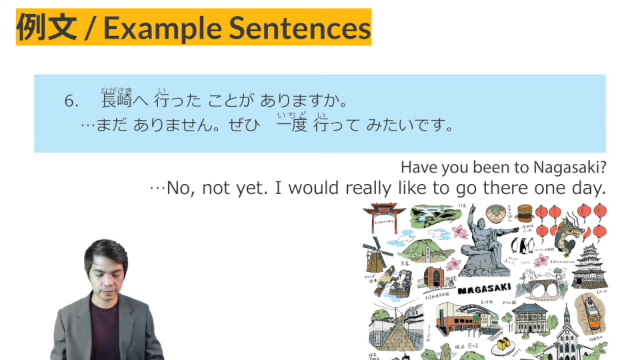 例文 / Example Sentences
ながさき い
6. 長崎へ 行った ことが ありますか。
いちど い
…まだ ありません。ぜひ 一度 行って みたいです。
Have you been to Nagasaki?
…No, not yet. I would really like to go there one day.
NAGASAKI